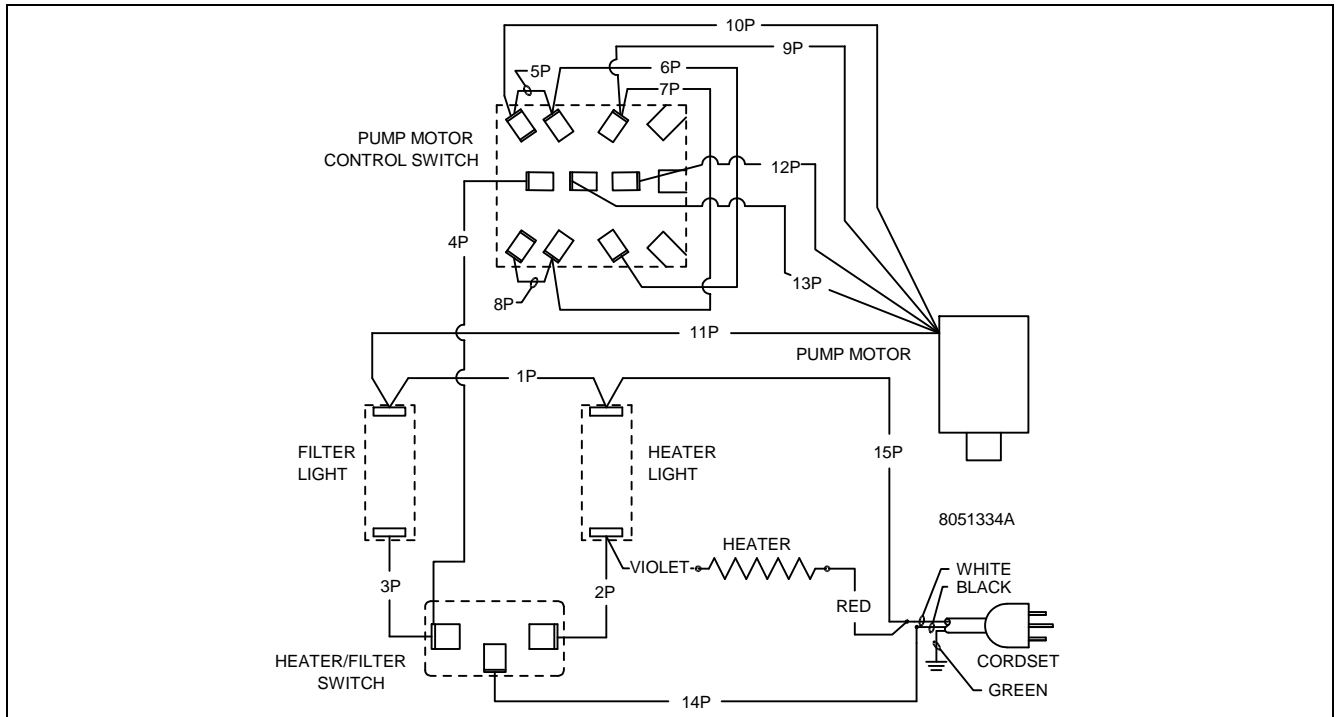 10P
9P
5P
6P
7P
PUMP MOTOR
CONTROL SWITCH
12P
4P
13P
8P
11P
PUMP MOTOR
1P
FILTER
LIGHT
HEATER
LIGHT
15P
8051334A
HEATER
VIOLET
WHITE
BLACK
3P
2P
RED
HEATER/FILTER
SWITCH
CORDSET
GREEN
14P